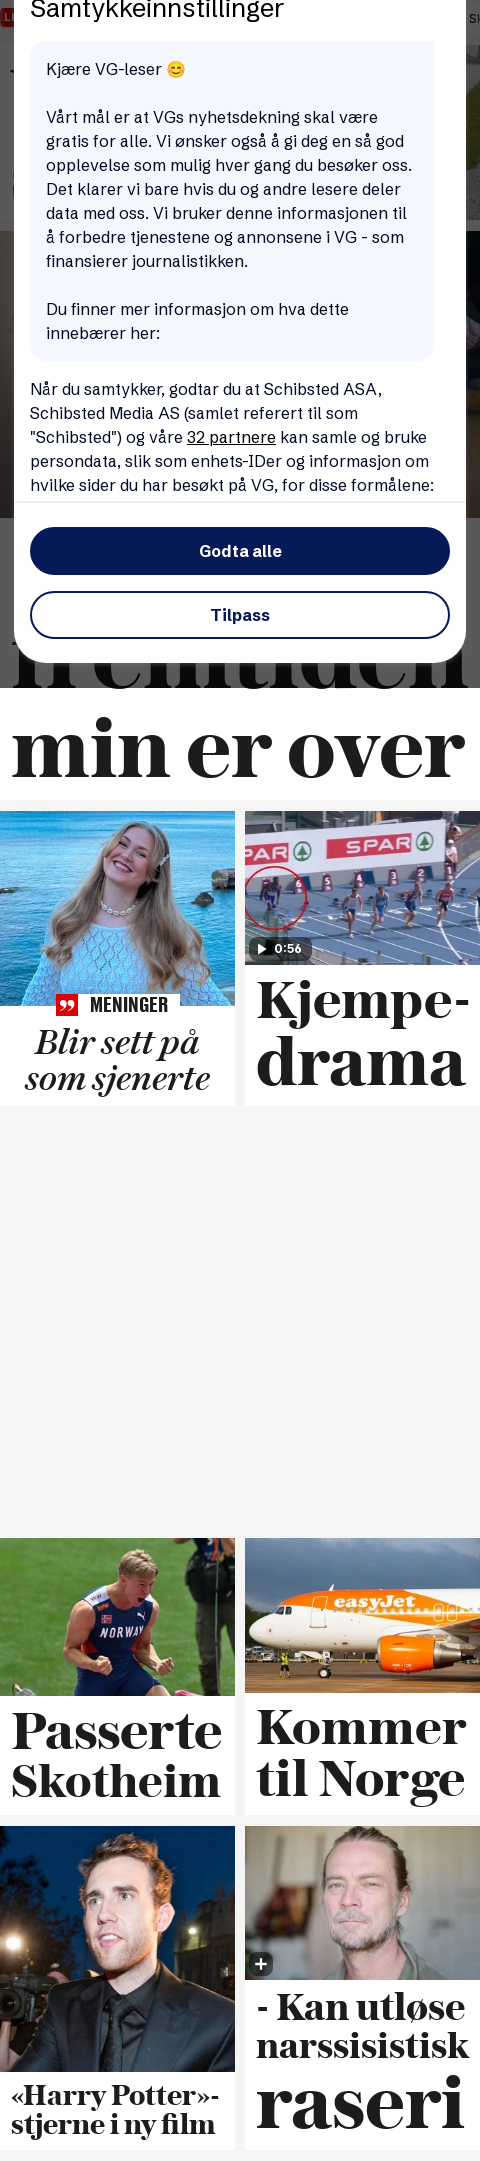 Samtykkeinnstillinger
Kjære VG-leser 😊
Vårt mål er at VGs nyhetsdekning skal være
gratis for alle. Vi ønsker også å gi deg en så god
opplevelse som mulig hver gang du besøker oss.
Det klarer vi bare hvis du og andre lesere deler
data med oss. Vi bruker denne informasjonen til
å forbedre tjenestene og annonsene i VG - som
finansierer journalistikken.
Du finner mer informasjon om hva dette
innebærer her:
Når du samtykker, godtar du at Schibsted ASA,
Schibsted Media AS (samlet referert til som
"Schibsted") og våre 32 partnere kan samle og bruke
persondata, slik som enhets-IDer og informasjon om
hvilke sider du har besøkt på VG, for disse formålene:
Godta alle
Tilpass
fremtiden
min er over
SPAR SPAR
6 5 4 3 2 1
0:56
MENINGER
Blir sett på
som sjenerte
Kjempe-
drama
NORWAY
easyJet
Passerte
Skotheim
Kommer
til Norge
«Harry Potter»-
stjerne i ny film
- Kan utløse
narssisistisk
raseri